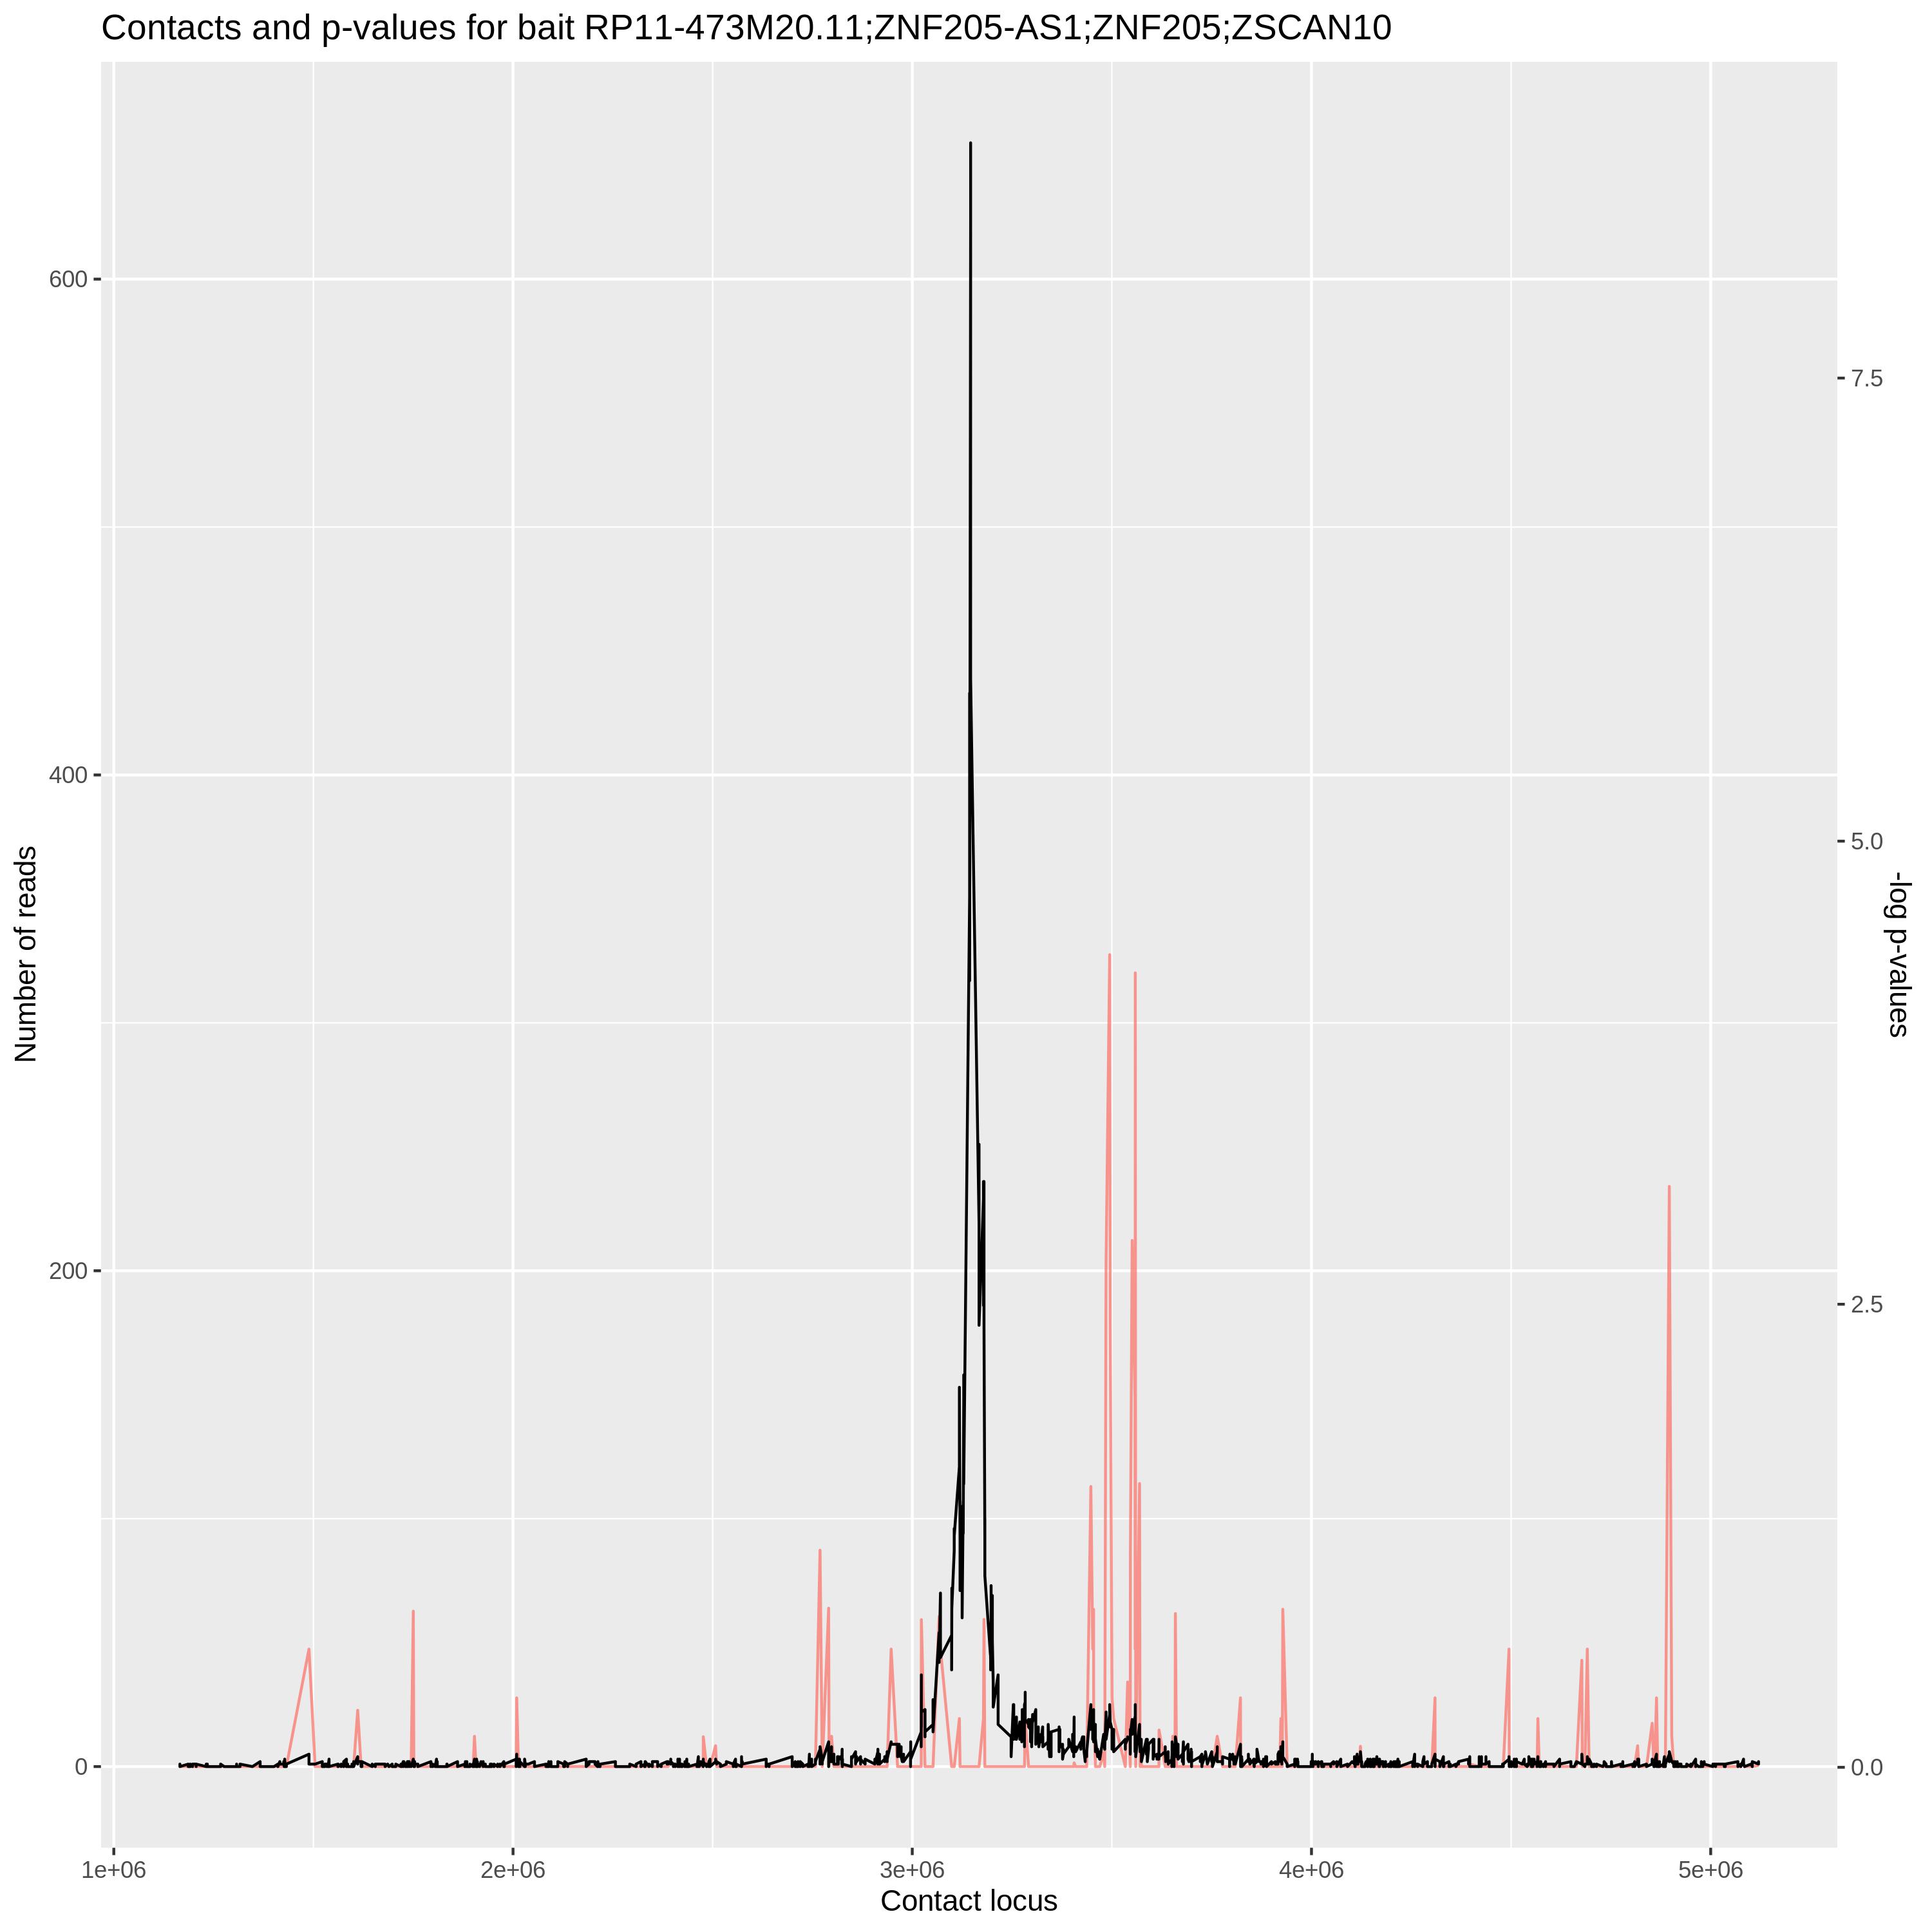 Contacts and p-values for bait RP11-473M20.11;ZNF205-AS1;ZNF205;ZSCAN10
600
400
200
0
Number of reads
7.5
5.0
2.5
0.0
-log p-values
1e+06 2e+06 3e+06 4e+06 5e+06
Contact locus